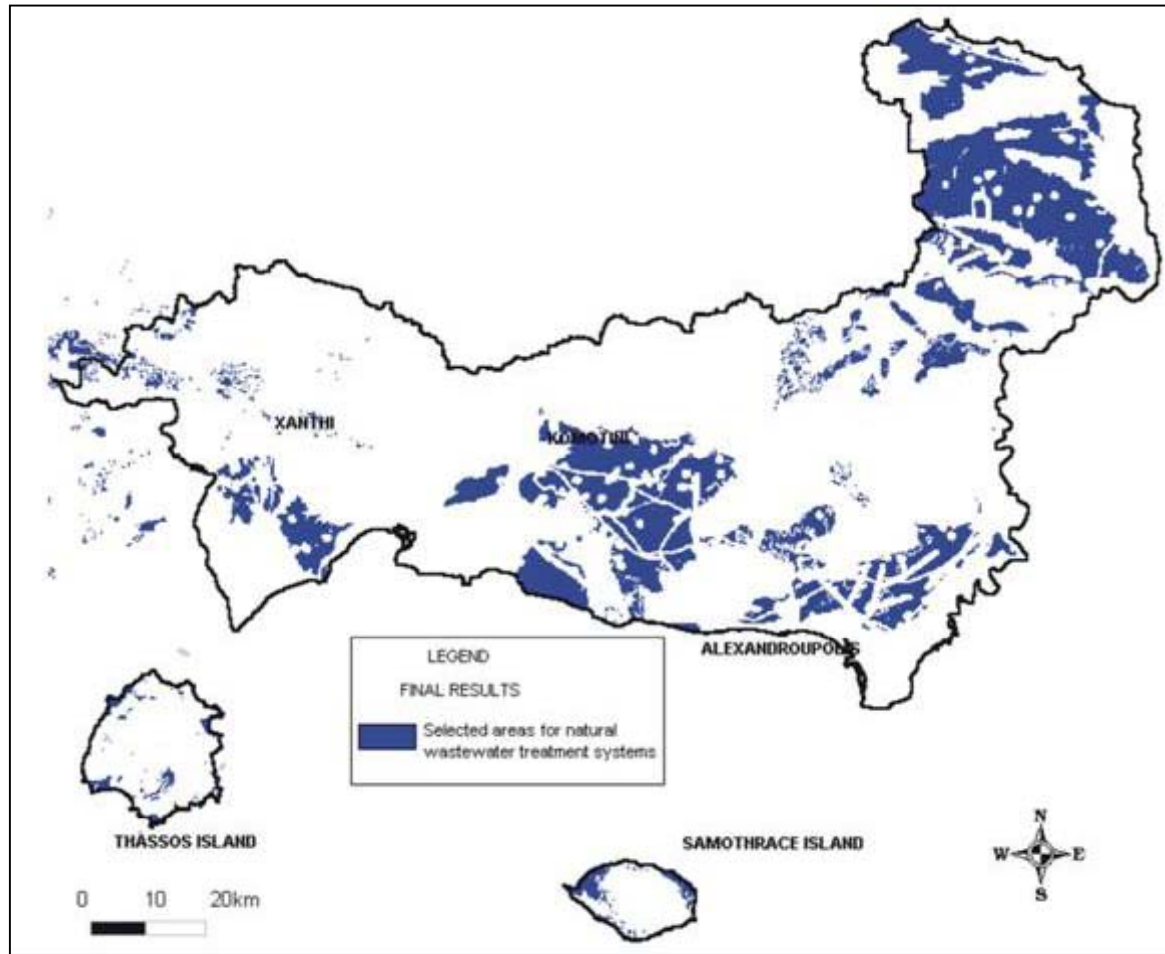 XANTHI
KOMOTINI
ALEXANDROUPOLIS
LEGEND
FINAL RESULTS
Selected areas for natural
wastewater treatment systems
THASSOS ISLAND
SAMOTHRACE ISLAND
N
W E
S
0 10 20km